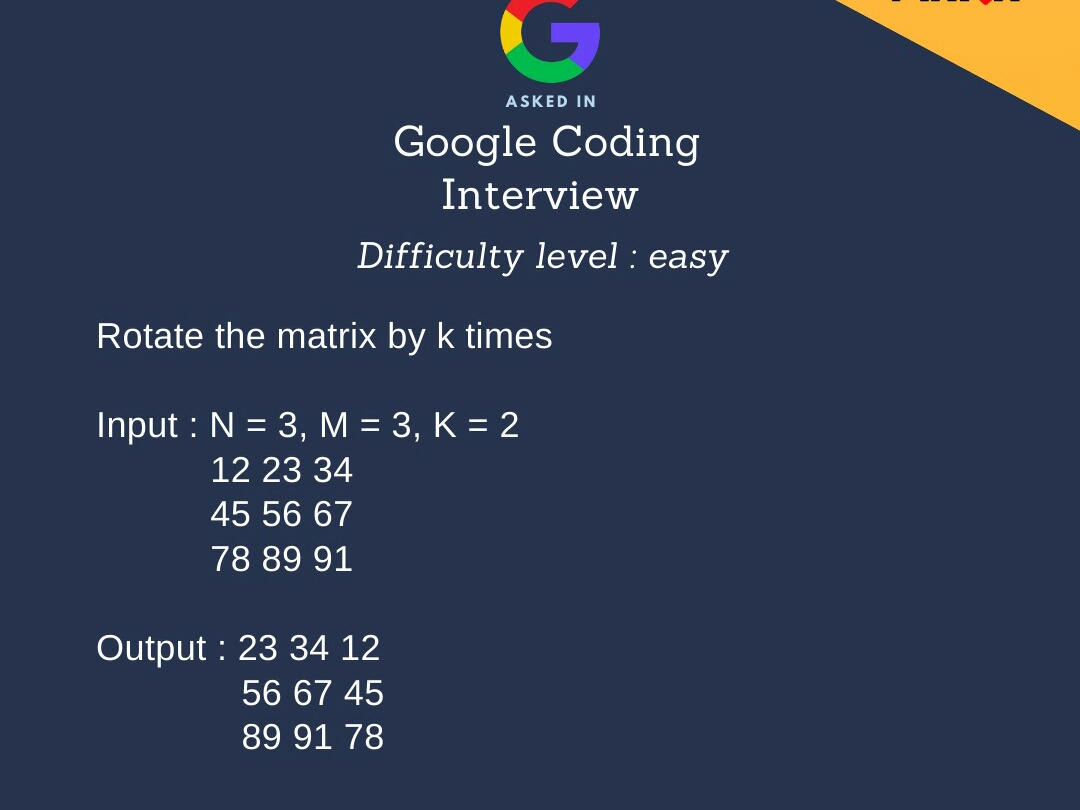 ASKED IN
Google Coding
Interview
Difficulty level : easy
Rotate the matrix by k times
Input : N = 3, M = 3, K = 2
12 23 34
45 56 67
78 89 91
Output : 23 34 12
56 67 45
89 91 78